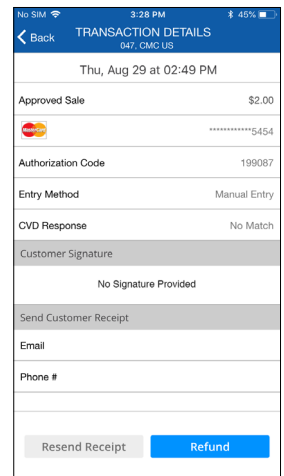 No SIM 3:28 PM 45%
Back TRANSACTION DETAILS
047, CMC US
Thu, Aug 29 at 02:49 PM
Approved Sale $2.00
MasterCard ************5454
Authorization Code 199087
Entry Method Manual Entry
CVD Response No Match
Customer Signature
No Signature Provided
Send Customer Receipt
Email
Phone #
Resend Receipt Refund